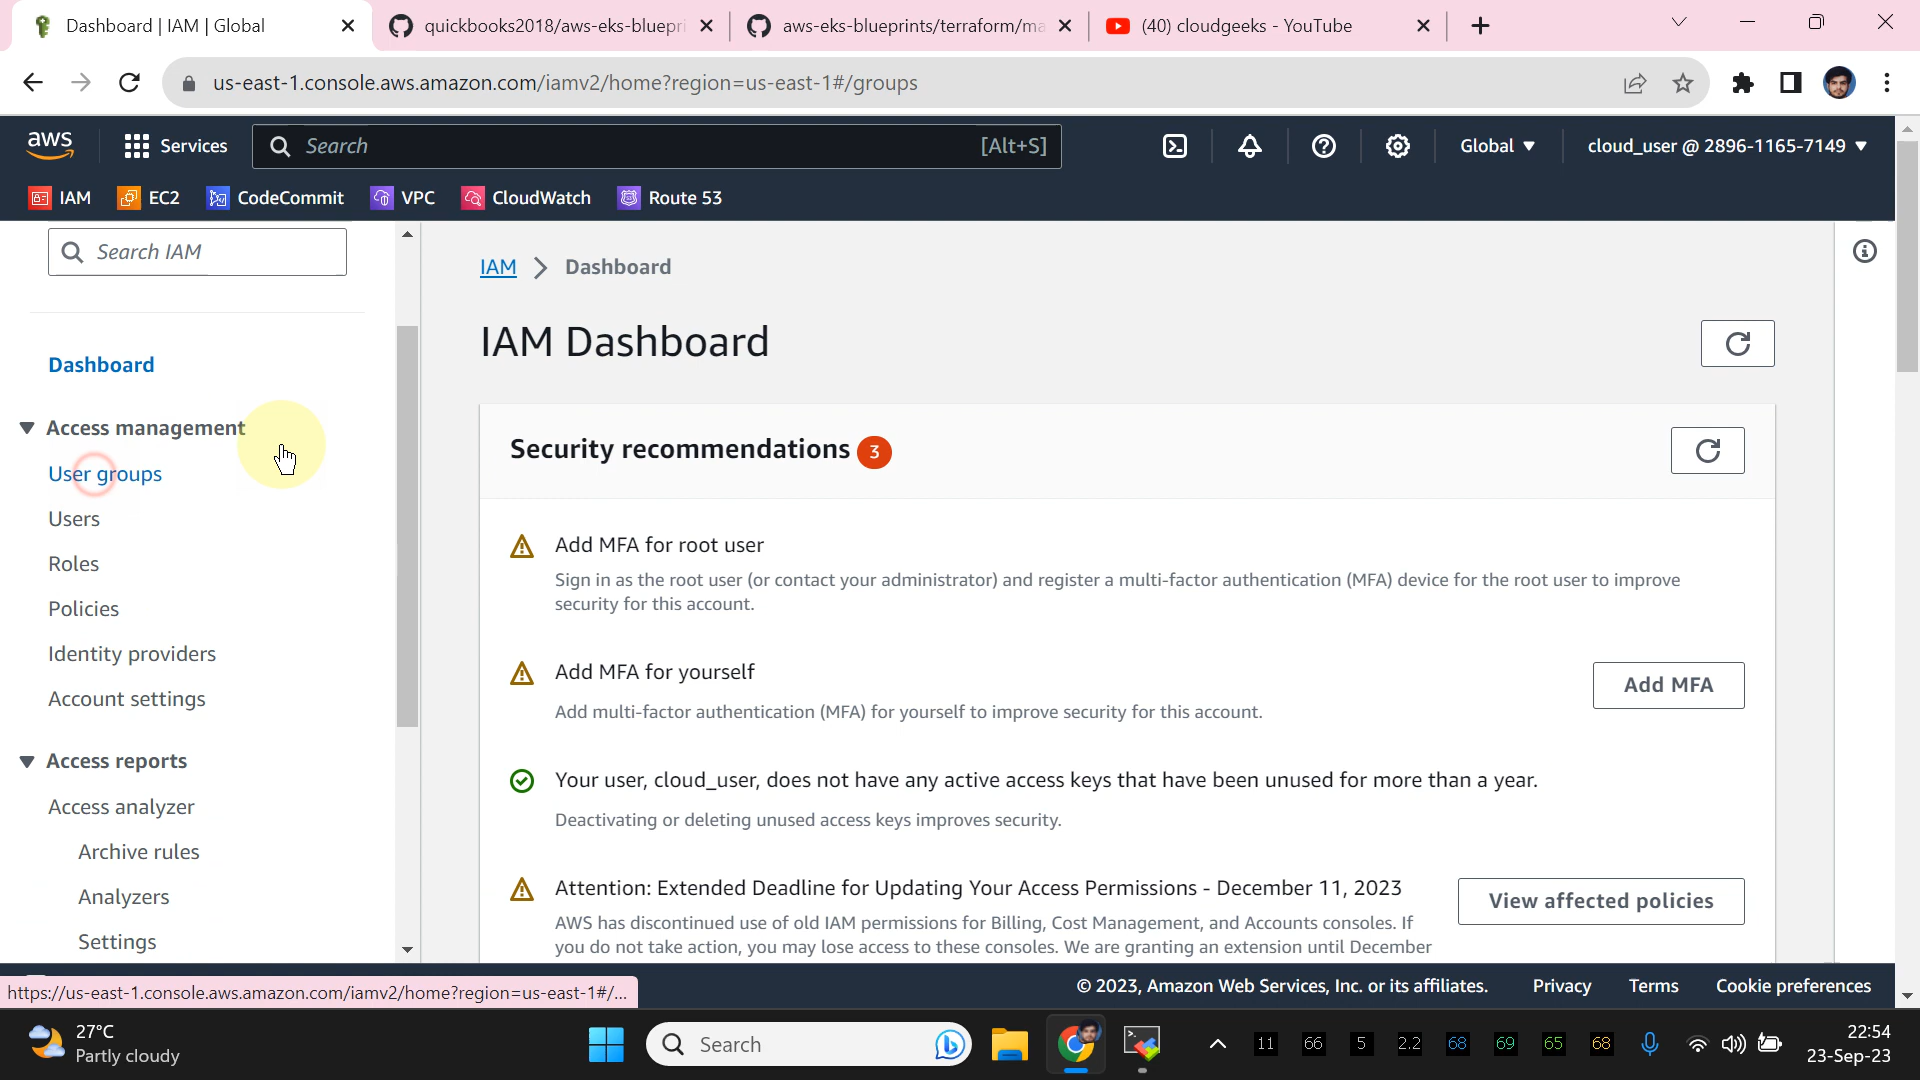 Dashboard | IAM | Global
quickbooks2018/aws-eks-bluepri
aws-eks-blueprints/terraform/ma
(40) cloudgeeks - YouTube
us-east-1.console.aws.amazon.com/iamv2/home?region=us-east-1#/groups
aws
Services
Search
[Alt+S]
Global
cloud_user @ 2896-1165-7149
IAM
EC2
CodeCommit
VPC
CloudWatch
Route 53
Search IAM
Dashboard
Access management
User groups
Users
Roles
Policies
Identity providers
Account settings
Access reports
Access analyzer
Archive rules
Analyzers
Settings
IAM > Dashboard
IAM Dashboard
Security recommendations 3
Add MFA for root user
Sign in as the root user (or contact your administrator) and register a multi-factor authentication (MFA) device for the root user to improve
security for this account.
Add MFA for yourself
Add multi-factor authentication (MFA) for yourself to improve security for this account.
Add MFA
Your user, cloud_user, does not have any active access keys that have been unused for more than a year.
Deactivating or deleting unused access keys improves security.
Attention: Extended Deadline for Updating Your Access Permissions - December 11, 2023
AWS has discontinued use of old IAM permissions for Billing, Cost Management, and Accounts consoles. If
you do not take action, you may lose access to these consoles. We are granting an extension until December
View affected policies
https://us-east-1.console.aws.amazon.com/iamv2/home?region=us-east-1#/...
© 2023, Amazon Web Services, Inc. or its affiliates.
Privacy
Terms
Cookie preferences
27°C
Partly cloudy
Search
11
66
5
2.2
68
69
65
68
22:54
23-Sep-23